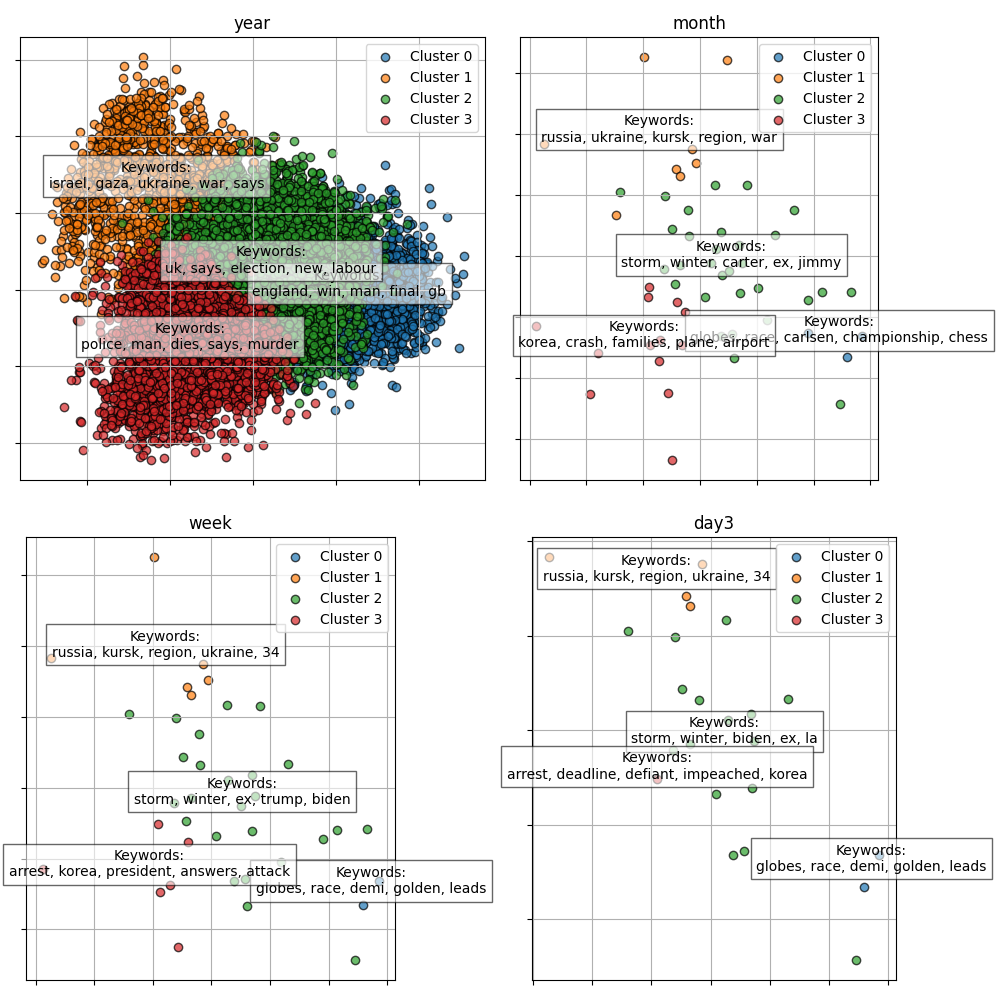 year
Cluster 0
Cluster 1
Cluster 2
Cluster 3
Keywords:
israel, gaza, ukraine, war, says
Keywords:
uk, says, election, new, labour
Keywords:
england, win, man, final, gb
Keywords:
police, man, dies, says, murder
month
Cluster 0
Cluster 1
Cluster 2
Cluster 3
Keywords:
russia, ukraine, kursk, region, war
Keywords:
storm, winter, carter, ex, jimmy
Keywords:
korea, crash, families, plane, airport
Keywords:
globes, race, carlsen, championship, chess
week
Cluster 0
Cluster 1
Cluster 2
Cluster 3
Keywords:
russia, kursk, region, ukraine, 34
Keywords:
storm, winter, ex, trump, biden
Keywords:
arrest, korea, president, answers, attack
Keywords:
globes, race, demi, golden, leads
day3
Cluster 0
Cluster 1
Cluster 2
Cluster 3
Keywords:
russia, kursk, region, ukraine, 34
Keywords:
storm, winter, biden, ex, la
Keywords:
arrest, deadline, defiant, impeached, korea
Keywords:
globes, race, demi, golden, leads